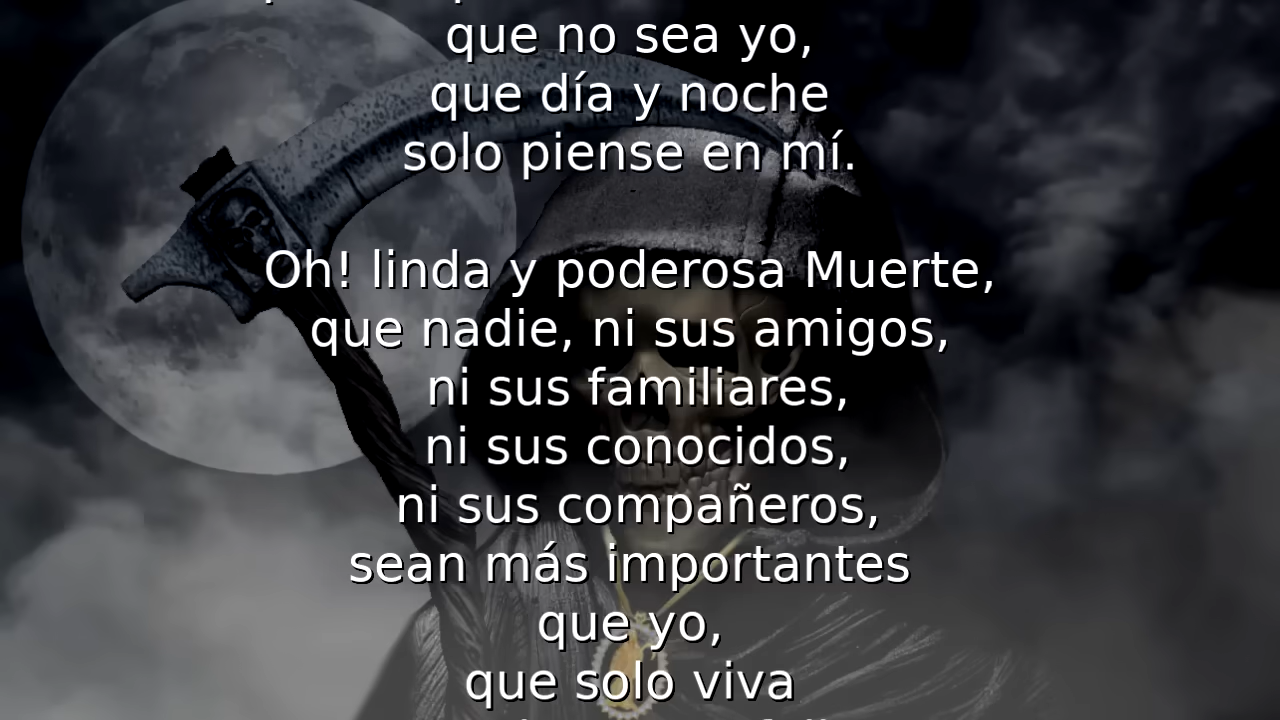 que no sea yo,
que día y noche
solo piense en mí.
Oh! linda y poderosa Muerte,
que nadie, ni sus amigos,
ni sus familiares,
ni sus conocidos,
ni sus compañeros,
sean más importantes
que yo,
que solo viva